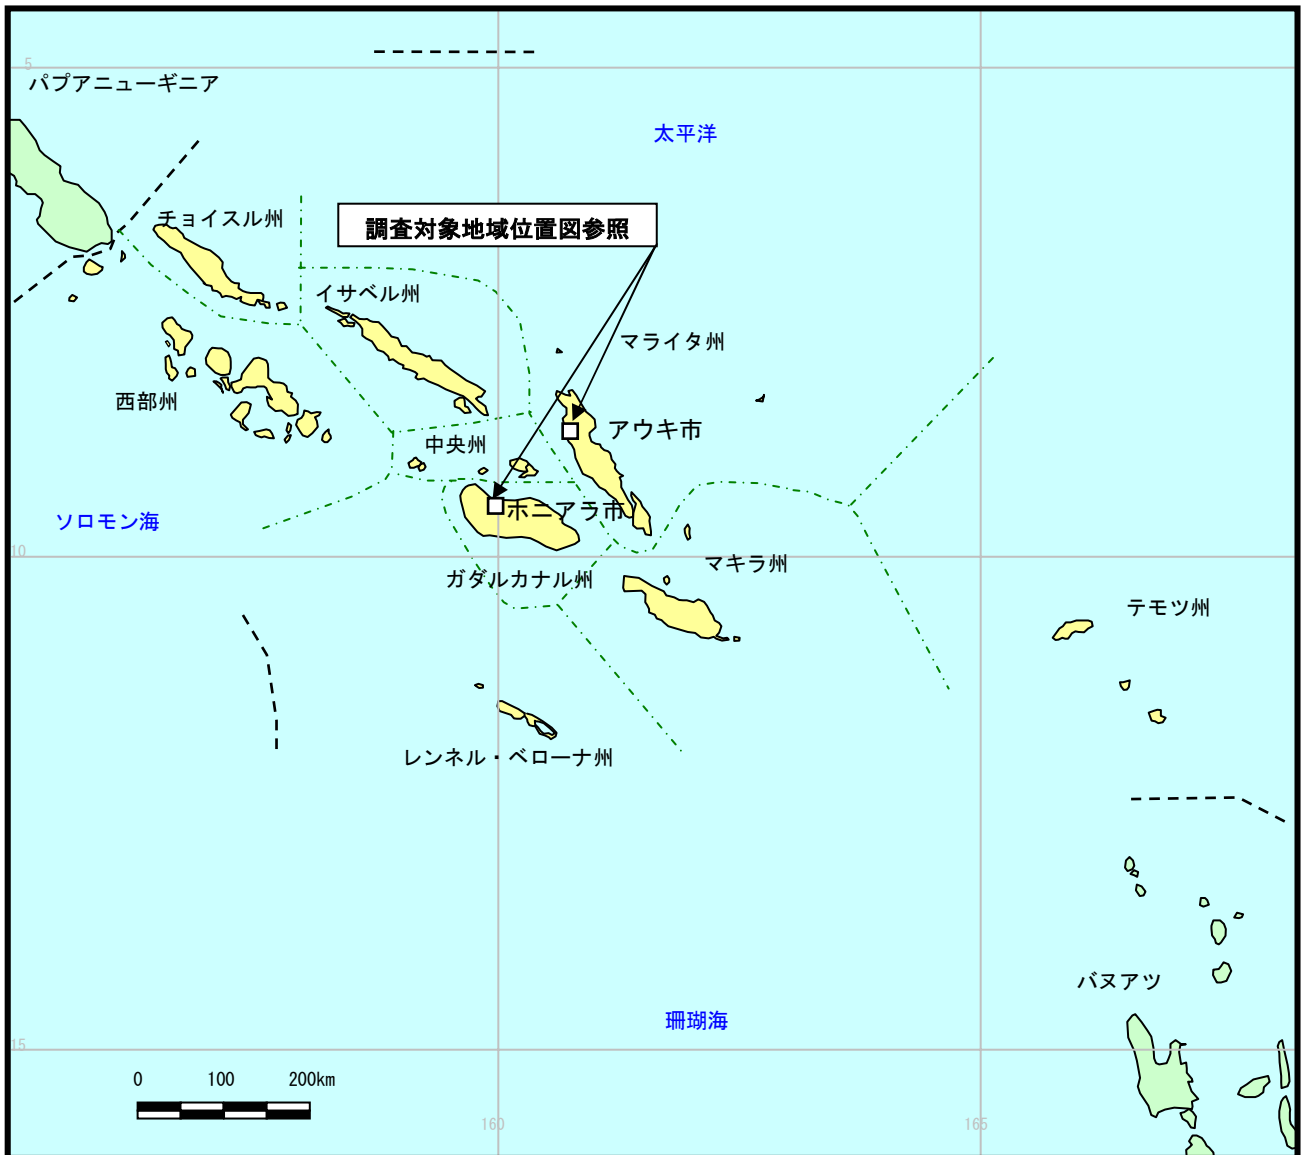 5
パプアニューギニア
太平洋
チョイスル州
調査対象地域位置図参照
イサベル州
マライタ州
西部州
アウキ市
中央州
ホニアラ市
ソロモン海
10
マキラ州
ガダルカナル州
テモツ州
レンネル・ベローナ州
バヌアツ
珊瑚海
15
0 100 200km
160 165